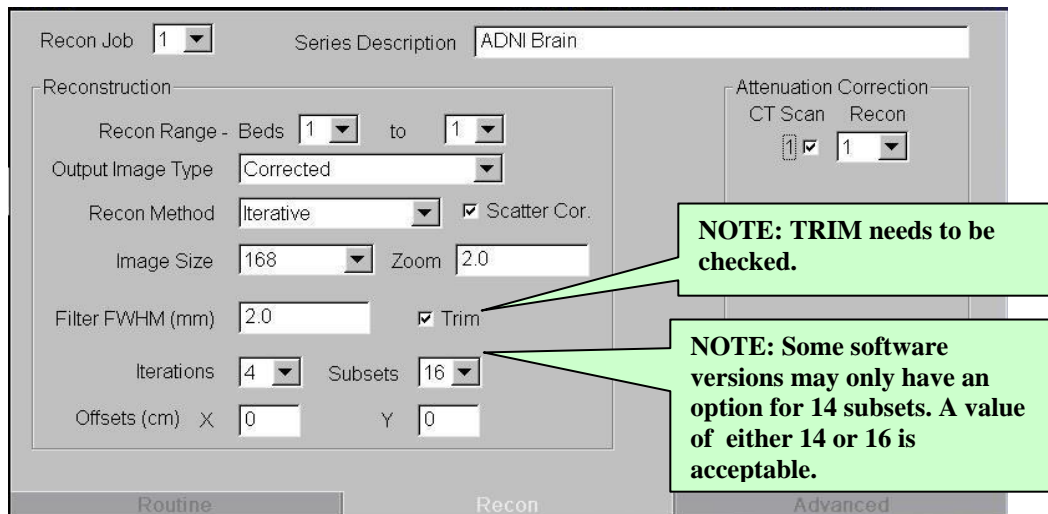 Recon Job 1 Series Description ADNI Brain
Reconstruction
Recon Range - Beds 1 to 1
Output Image Type Corrected
Recon Method Iterative Scatter Cor.
Image Size 168 Zoom 2.0
Filter FWHM (mm) 2.0 Trim
Iterations 4 Subsets 16
Offsets (cm) X 0 Y 0
Attenuation Correction
CT Scan Recon
1 1
NOTE: TRIM needs to be
checked.
NOTE: Some software
versions may only have an
option for 14 subsets. A value
of either 14 or 16 is
acceptable.
Routine Recon Advanced